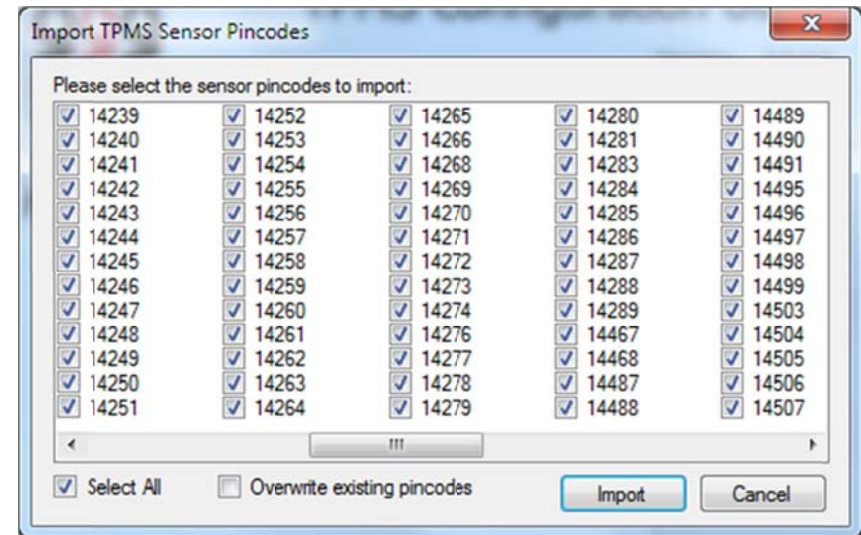 Import TPMS Sensor Pincodes
Please select the sensor pincodes to import:
14239 14252 14265 14280 14489
14240 14253 14266 14281 14490
14241 14254 14268 14283 14491
14242 14255 14269 14284 14495
14243 14256 14270 14285 14496
14244 14257 14271 14286 14497
14245 14258 14272 14287 14498
14246 14259 14273 14288 14499
14247 14260 14274 14289 14503
14248 14261 14276 14467 14504
14249 14262 14277 14468 14505
14250 14263 14278 14487 14506
14251 14264 14279 14488 14507
Select All Overwrite existing pincodes Import Cancel